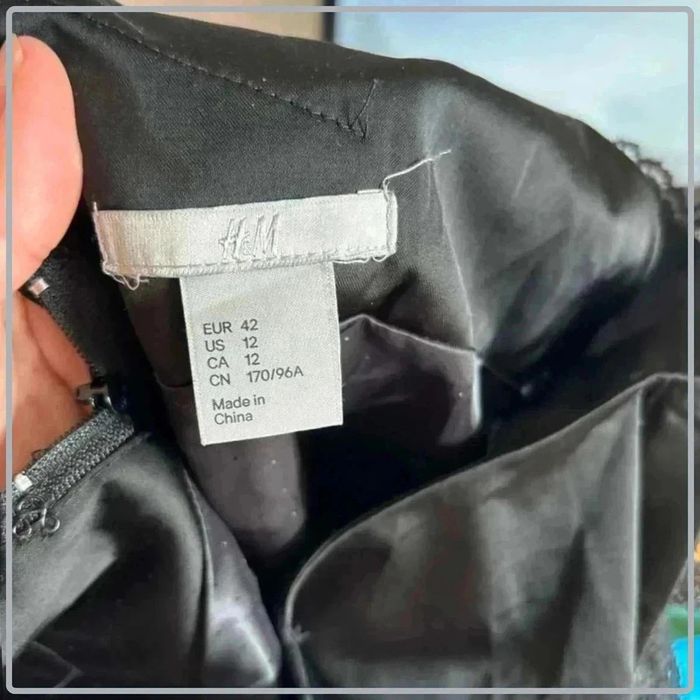 H&M
EUR 42
US 12
CA 12
CN 170/96A
Made in
China